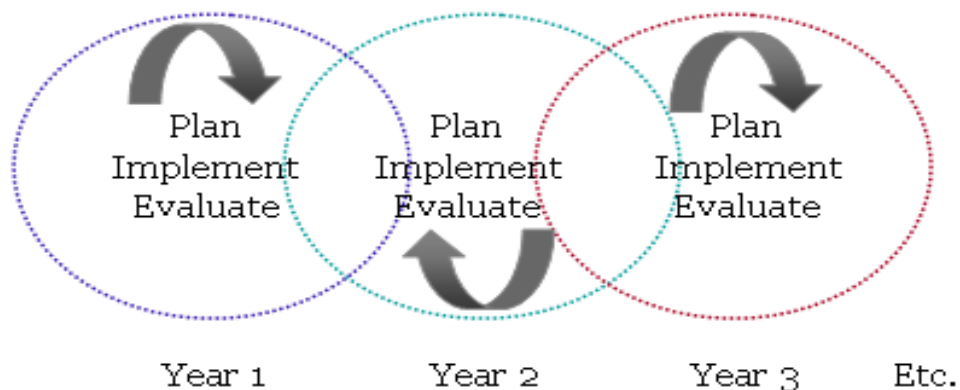 Plan
Implement
Evaluate
Plan
Implement
Evaluate
Plan
Implement
Evaluate
Year 1
Year 2
Year 3
Etc.